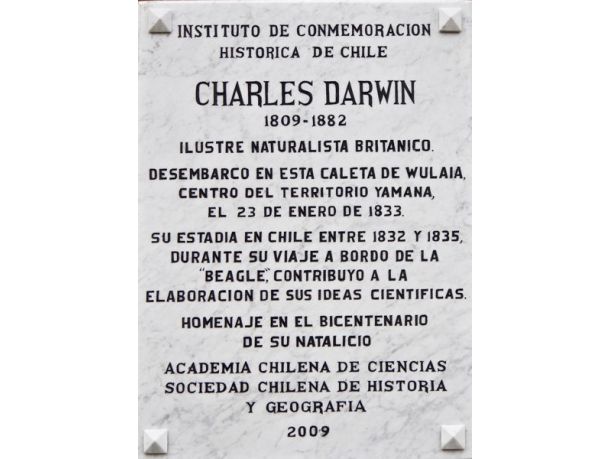 INSTITUTO DE CONMEMORACION
HISTORICA DE CHILE
CHARLES DARWIN
1809-1882
ILUSTRE NATURALISTA BRITANICO.
DESEMBARCO EN ESTA CALETA DE WULAIA,
CENTRO DEL TERRITORIO YAMANA,
EL 23 DE ENERO DE 1833.
SU ESTADIA EN CHILE ENTRE 1832 Y 1835,
DURANTE SU VIAJE A BORDO DE LA
"BEAGLE", CONTRIBUYO A LA
ELABORACION DE SUS IDEAS CIENTIFICAS.
HOMENAJE EN EL BICENTENARIO
DE SU NATALICIO
ACADEMIA CHILENA DE CIENCIAS
SOCIEDAD CHILENA DE HISTORIA
Y GEOGRAFIA
2009